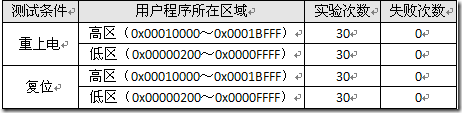 测试条件 用户程序所在区域 实验次数 失败次数
重上电 高区（0x00010000～0x0001BFFF） 30 0
低区（0x00000200～0x0000FFFF） 30 0
复位 高区（0x00010000～0x0001BFFF） 30 0
低区（0x00000200～0x0000FFFF） 30 0